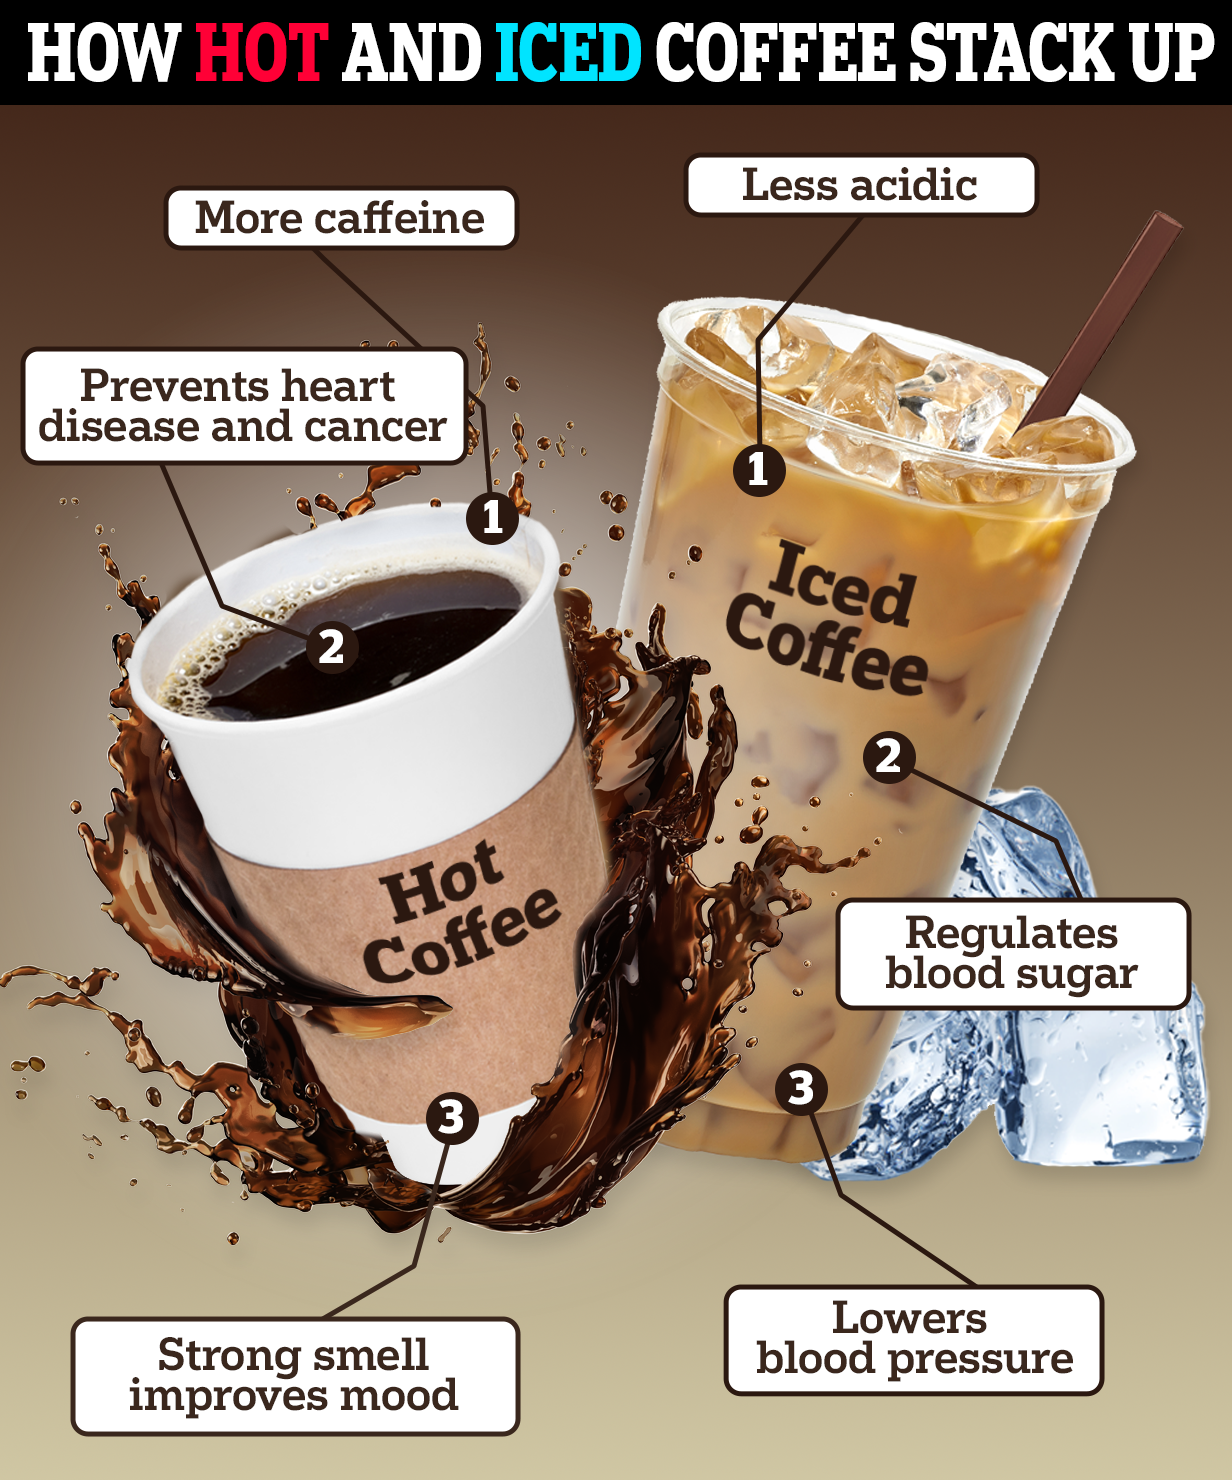 HOW HOT AND ICED COFFEE STACK UP
More caffeine
Prevents heart
disease and cancer
1
2
Hot
Coffee
3
Strong smell
improves mood
Less acidic
1
Iced
Coffee
2
Regulates
blood sugar
3
Lowers
blood pressure